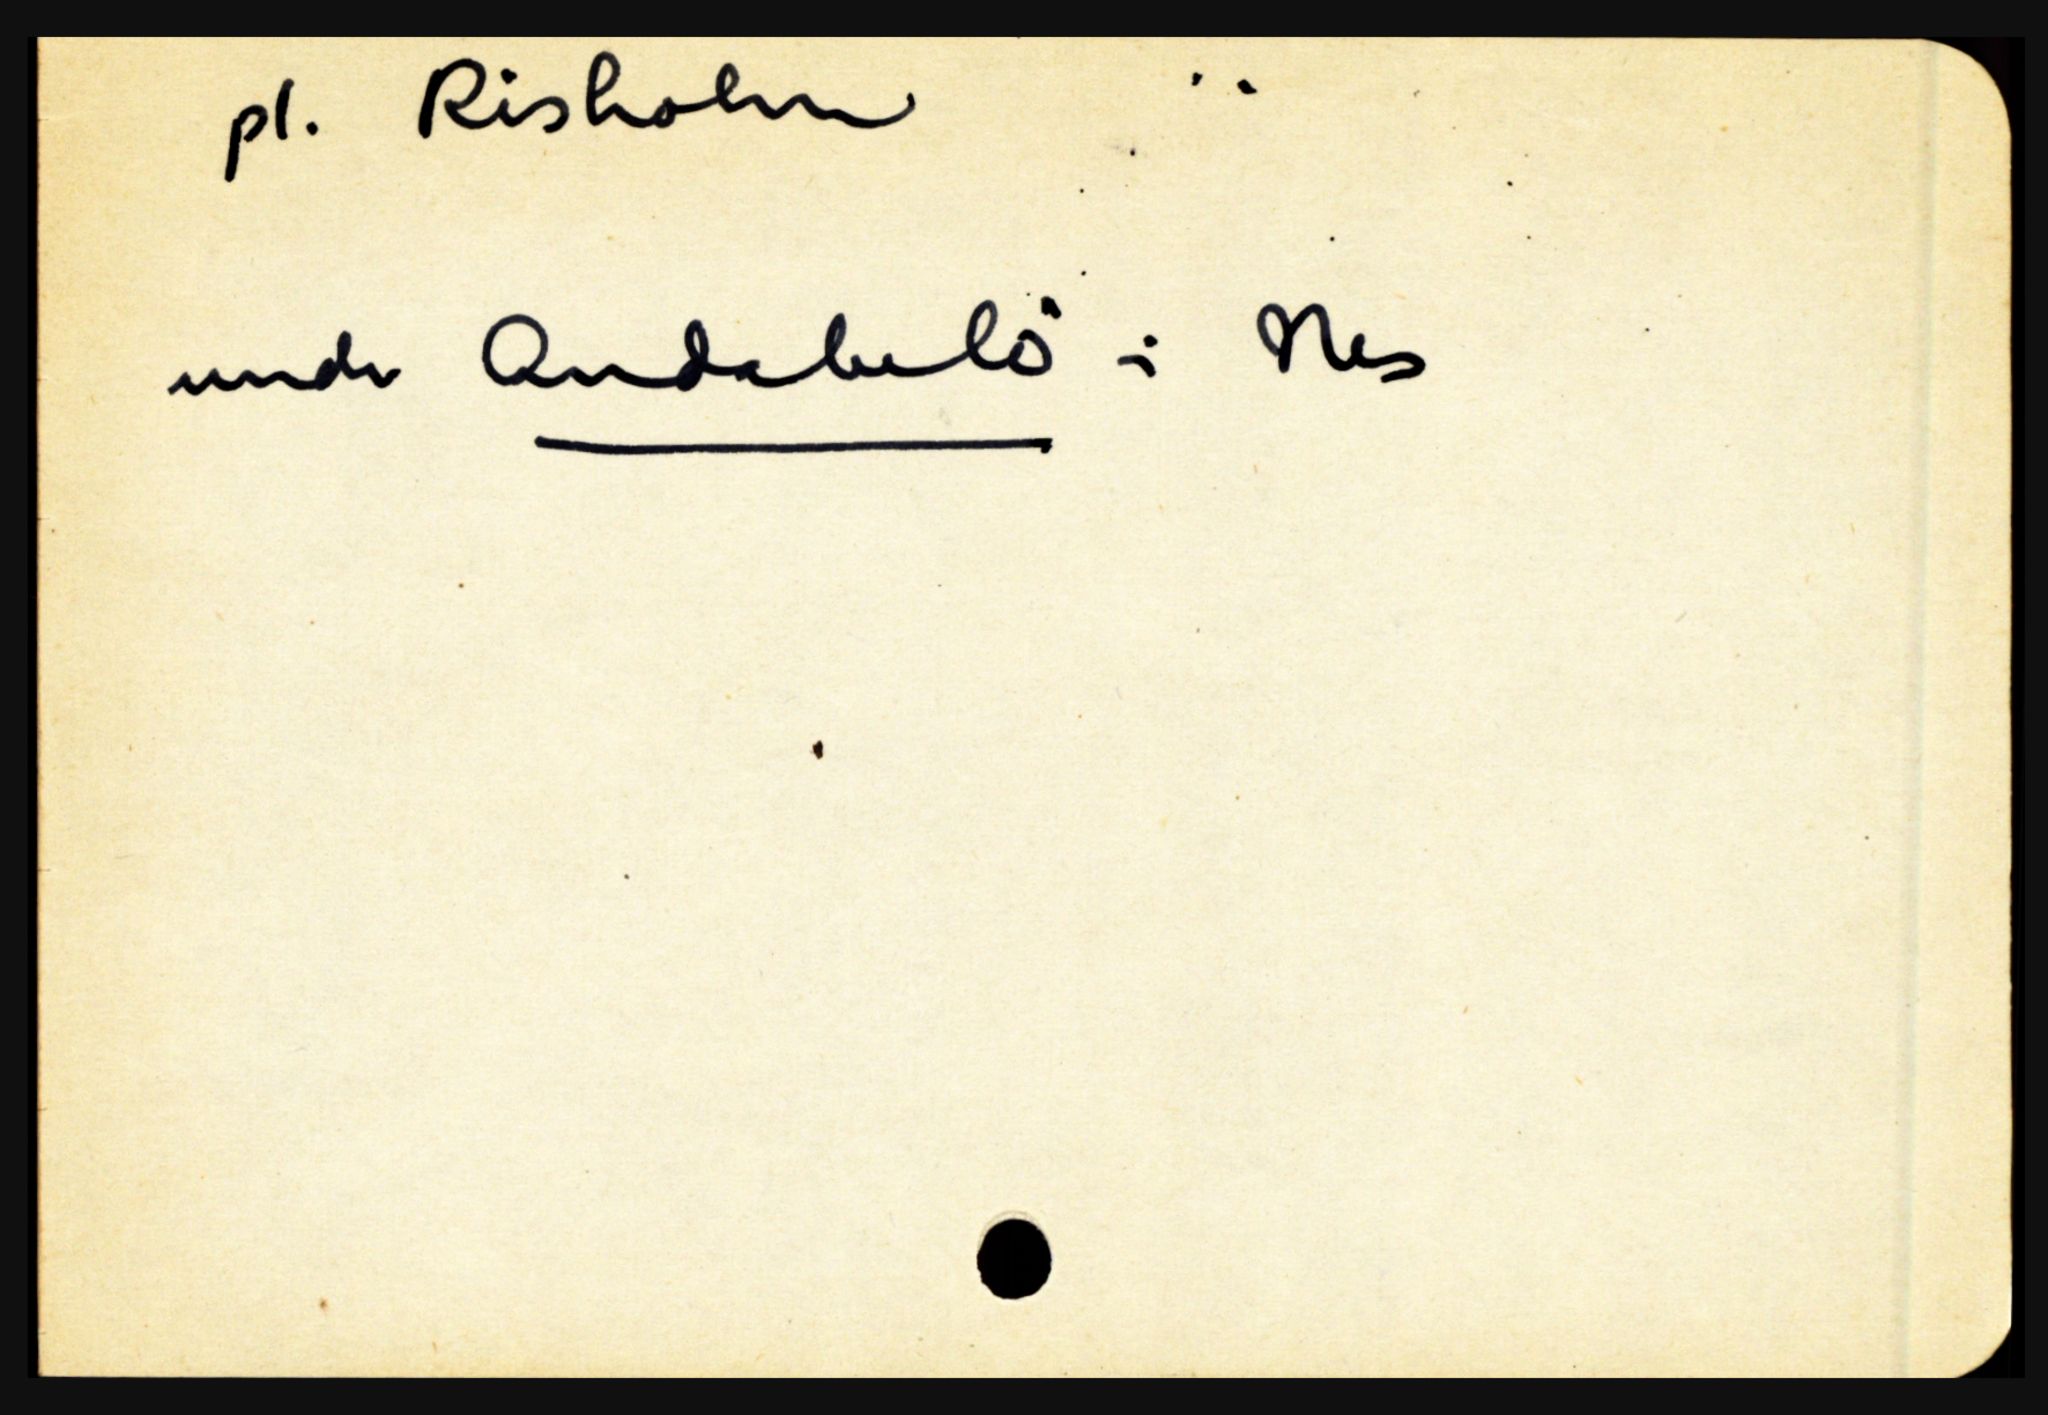 pl. Risholm
under Andabelö i Nes